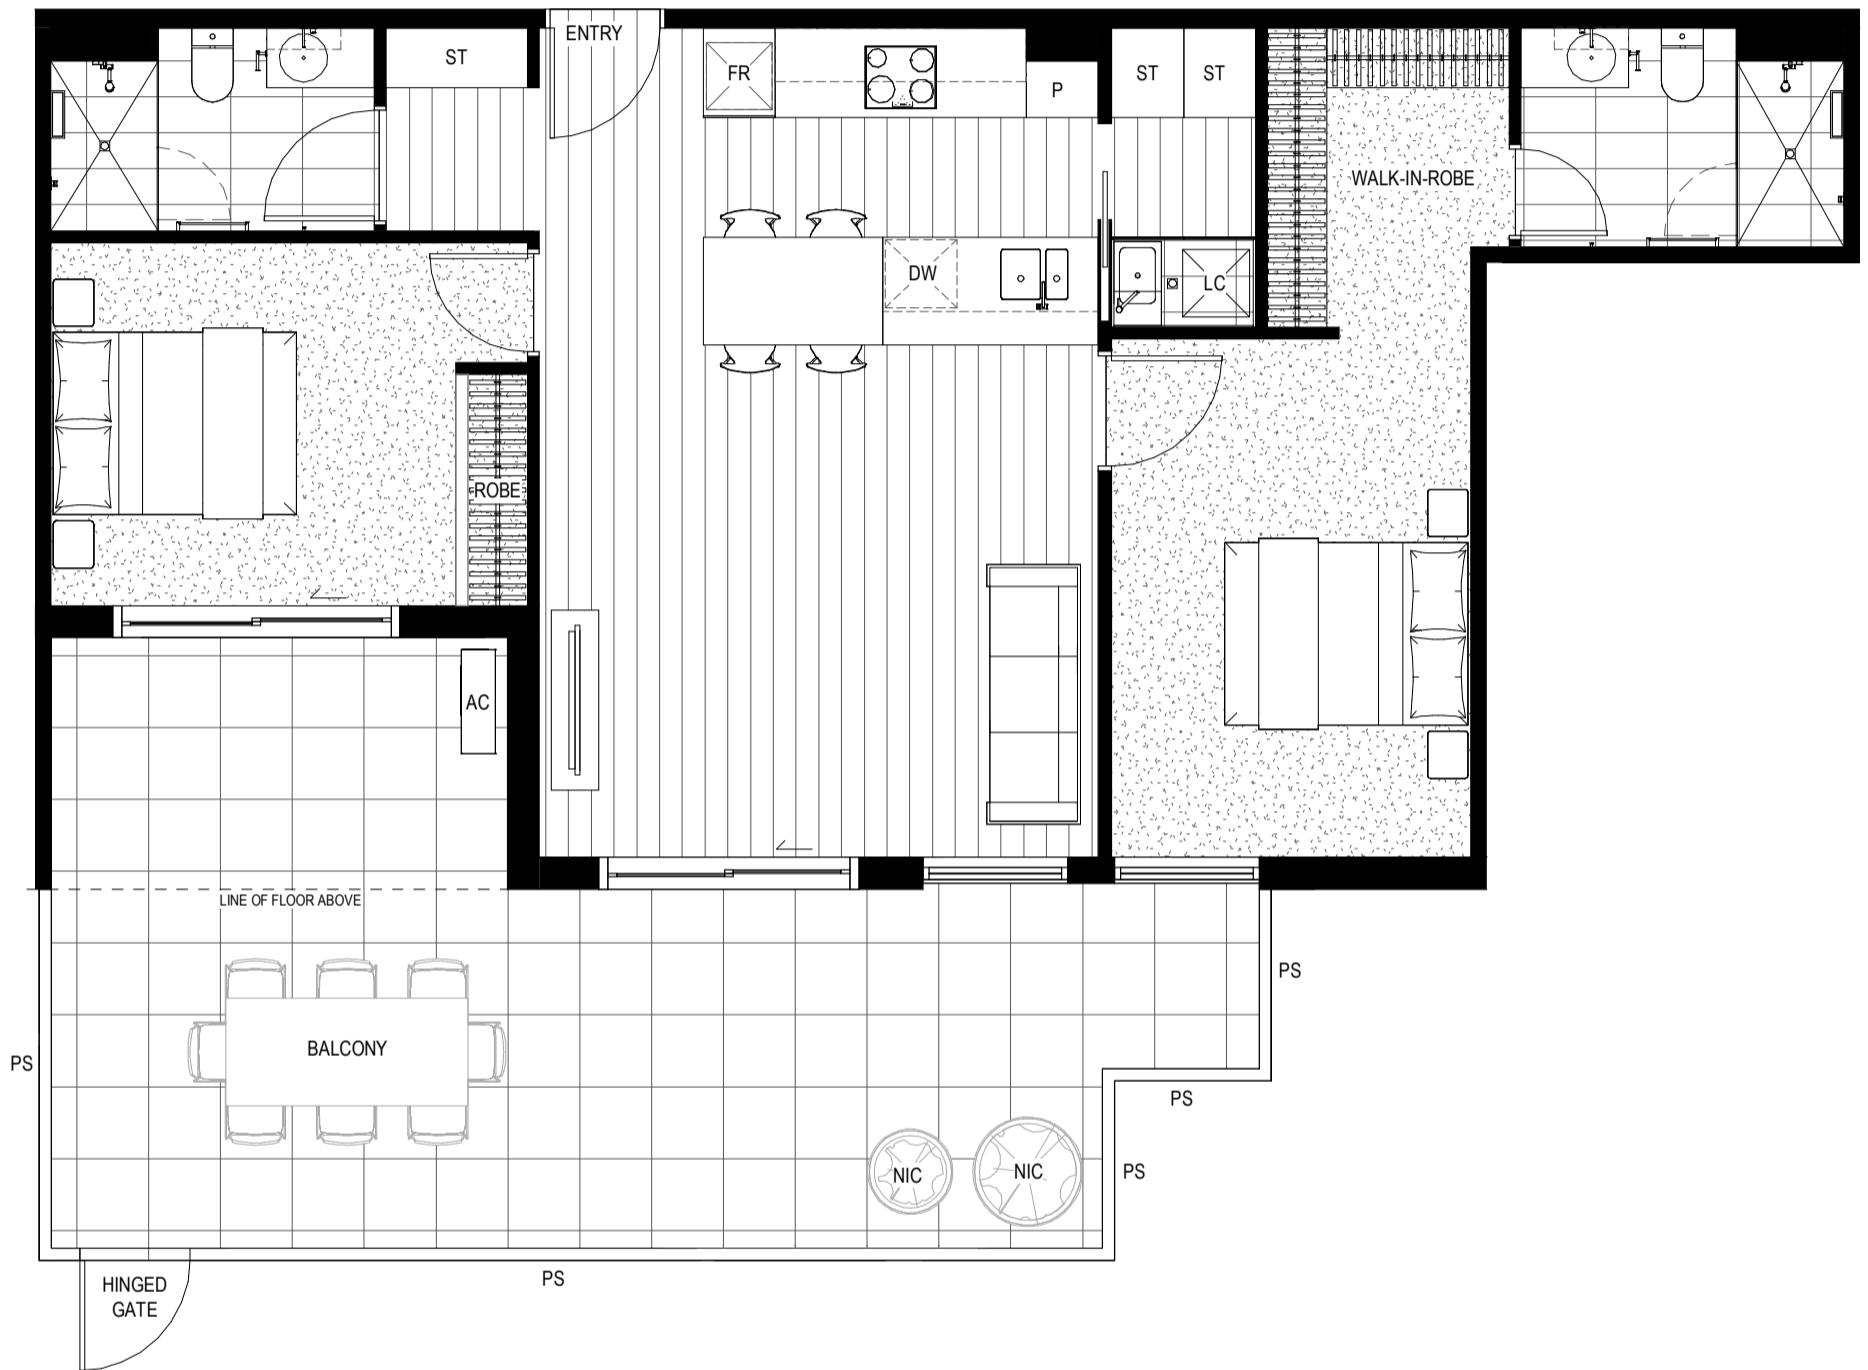 ENTRY
ST
FR
P
ST
ST
WALK-IN-ROBE
DW
LC
ROBE
AC
LINE OF FLOOR ABOVE
PS
BALCONY
PS
PS
NIC
NIC
PS
PS
HINGED
GATE